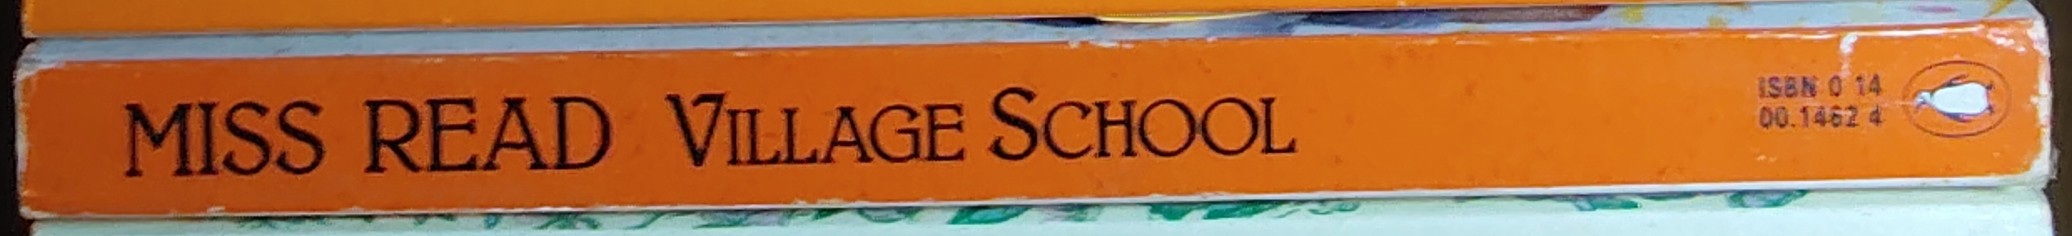 MISS READ VILLAGE SCHOOL
ISBN 0 14
00.1462 4